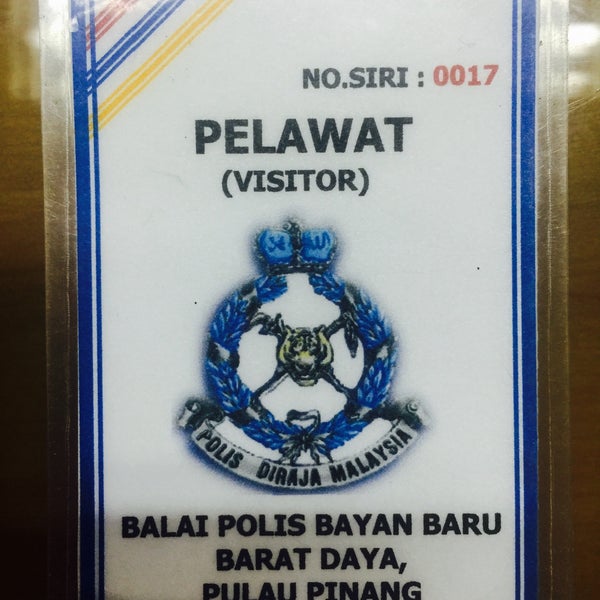 NO.SIRI : 0017
PELAWAT
(VISITOR)
POLIS DIRAJA MALAYSIA
BALAI POLIS BAYAN BARU
BARAT DAYA,
PULAU PINANG